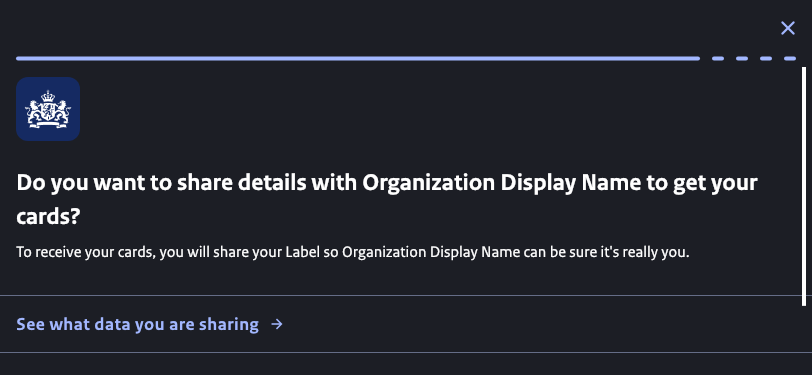 Do you want to share details with Organization Display Name to get your
cards?
To receive your cards, you will share your Label so Organization Display Name can be sure it's really you.
See what data you are sharing